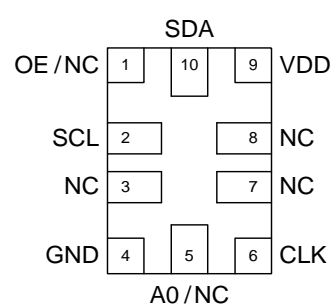 SDA
OE/NC 1 10 9 VDD
SCL 2 8 NC
NC 3 7 NC
GND 4 5 6 CLK
A0/NC